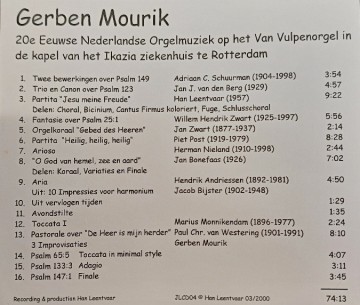 Gerben Mourik
20e Eeuwse Nederlandse Orgelmuziek op het Van Vulpenorgel in
de kapel van het Ikazia ziekenhuis te Rotterdam
1. Twee bewerkingen over Psalm 149 Adriaan C. Schuurman (1904-1998) 3:54
2. Trio en Canon over Psalm 123 Jan J. van den Berg (1929) 4:57
3. Partita "Jesu meine Freude" Han Leentvaar (1957) 9:22
Delen: Choral, Bicinium, Cantus Firmus koloriert, Fuge, Schlusschoral
4. Fantasie over Psalm 25:1 Willem Hendrik Zwart (1925-1997) 5:56
5. Orgelkoraal "Gebed des Heeren" Jan Zwart (1877-1937) 2:14
6. Partita "Heilig, heilig, heilig" Piet Post (1919-1979) 8:28
7. Arioso Herman Nieland (1910) 2:44
8. "O God van hemel, zee en aard" Jan Bonefaas (1926) 7:02
Delen: Koraal, Variaties en Finale
9. Aria Hendrik Andriessen (1892-1981) 4:50
Uit: 10 Impressies voor harmonium Jacob Bijster (1902-1948)
10. Uit vervlogen tijden 1:29
11. Avondstilte 1:35
12. Toccata I Marius Monnikendam (1896-1977) 2:24
13. Pastorale over "De Heer is mijn herder" Paul Chr. van Westering (1901-1991) 8:10
3 Improvisaties Gerben Mourik
14. Psalm 65:5 Toccata in minimal style 4:07
15. Psalm 133:3 Adagio 3:11
16. Psalm 147:1 Finale 3:45
Recording & production Han Leentvaar JLCD04 © Han Leentvaar 03/2000 74:13